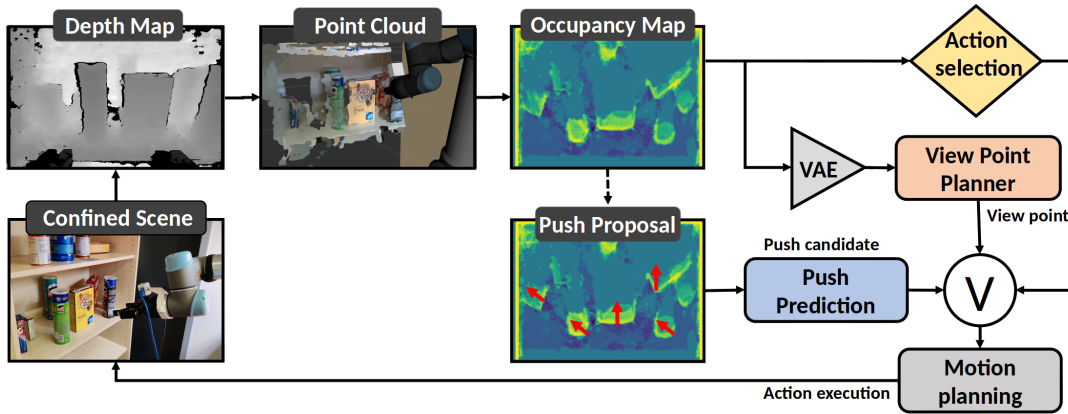 Depth Map
Point Cloud
Occupancy Map
Action
selection
VAE
View Point
Planner
Confined Scene
Push Proposal
View point
Push candidate
Push
Prediction
V
Motion
planning
Action execution